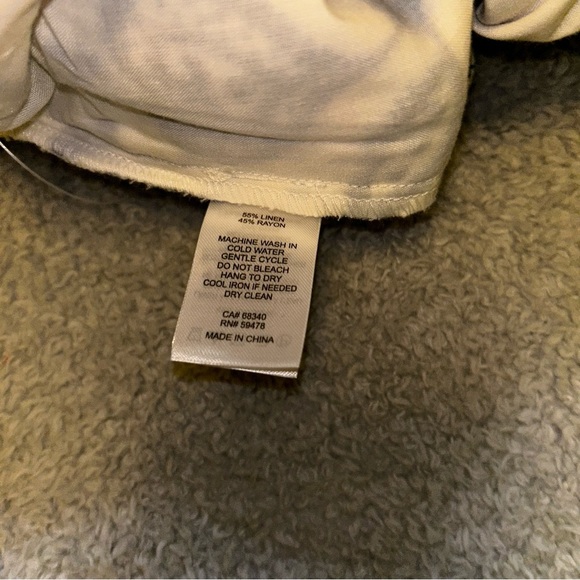 55% LINEN
45% RAYON
MACHINE WASH IN
COLD WATER
GENTLE CYCLE
DO NOT BLEACH
HANG TO DRY
COOL IRON IF NEEDED
DRY CLEAN
CA# 68340
RN# 59478
MADE IN CHINA